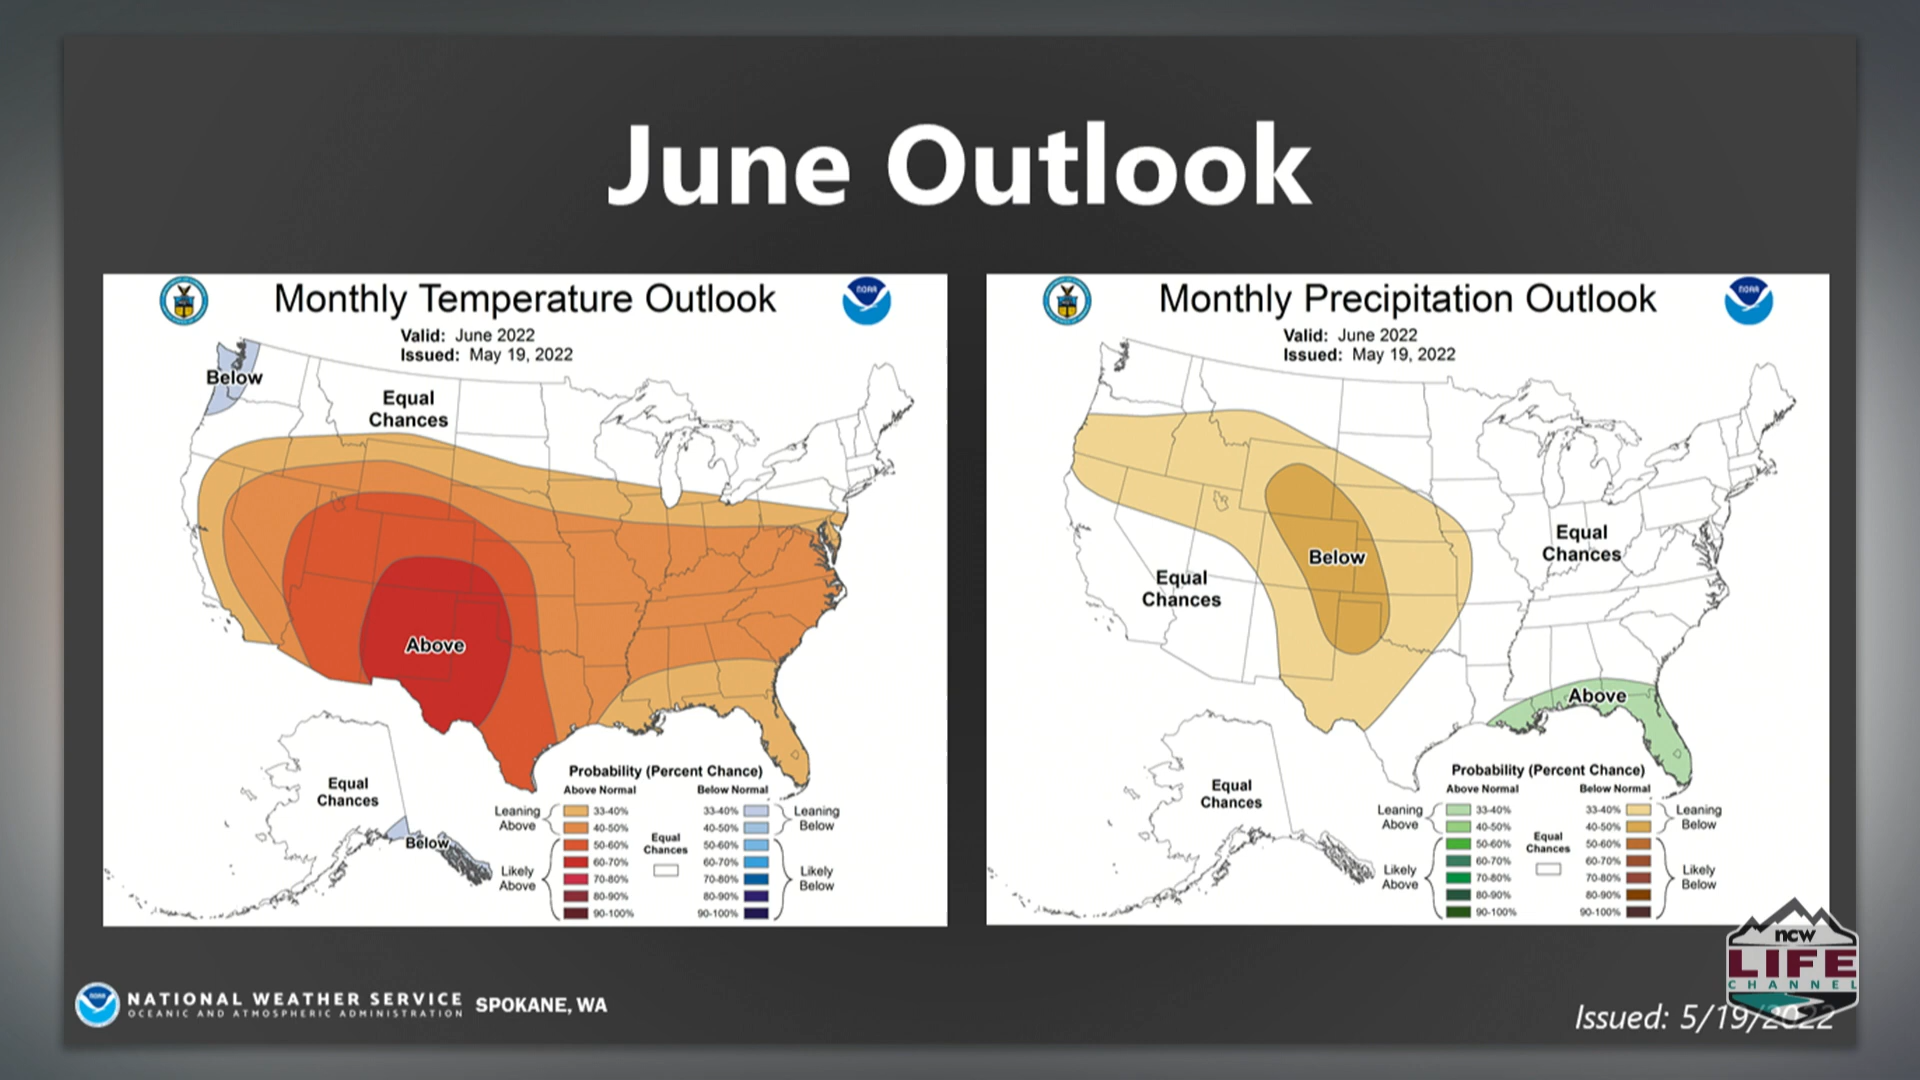 June Outlook
NOAA
Monthly Temperature Outlook
Valid: June 2022
Issued: May 19, 2022
Below
Equal
Chances
Above
Equal
Chances
Below
Probability (Percent Chance)
Above Normal Below Normal
Leaning
Above
33-40% 33-40%
40-50% 40-50%
Leaning
Below
Equal
Chances
50-60% 50-60%
60-70% 60-70%
Likely
Above
70-80% 70-80%
Likely
Below
80-90% 80-90%
90-100% 90-100%
NOAA
Monthly Precipitation Outlook
Valid: June 2022
Issued: May 19, 2022
Below
Equal
Chances
Equal
Chances
Above
Equal
Chances
Probability (Percent Chance)
Above Normal Below Normal
Leaning
Above
33-40% 33-40%
40-50% 40-50%
Leaning
Below
Equal
Chances
50-60% 50-60%
60-70% 60-70%
Likely
Above
70-80% 70-80%
Likely
Below
80-90% 80-90%
90-100% 90-100%
NATIONAL WEATHER SERVICE
OCEANIC AND ATMOSPHERIC ADMINISTRATION
SPOKANE, WA
ncw
LIFE
CHANNEL
Issued: 5/19/2022